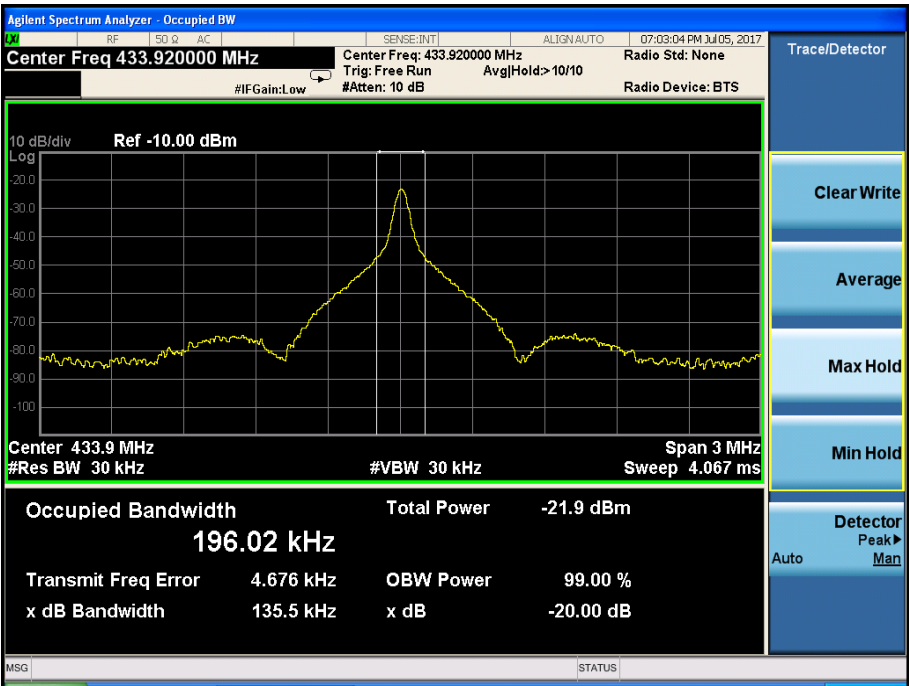 Agilent Spectrum Analyzer - Occupied BW
LXI RF 50 Ω AC SENSE:INT ALIGN AUTO 07:03:04 PM Jul 05, 2017
Center Freq 433.920000 MHz
Center Freq: 433.920000 MHz
Radio Std: None
Trig: Free Run Avg|Hold:> 10/10
#IFGain:Low #Atten: 10 dB Radio Device: BTS
Trace/Detector
10 dB/div Ref -10.00 dBm
Log
-20.0
-30.0
-40.0
-50.0
-60.0
-70.0
-80.0
-90.0
-100
Center 433.9 MHz Span 3 MHz
#Res BW 30 kHz #VBW 30 kHz Sweep 4.067 ms
Occupied Bandwidth Total Power -21.9 dBm
196.02 kHz
Transmit Freq Error 4.676 kHz OBW Power 99.00 %
x dB Bandwidth 135.5 kHz x dB -20.00 dB
Clear Write
Average
Max Hold
Min Hold
Detector
Peak▶
Auto Man
MSG STATUS